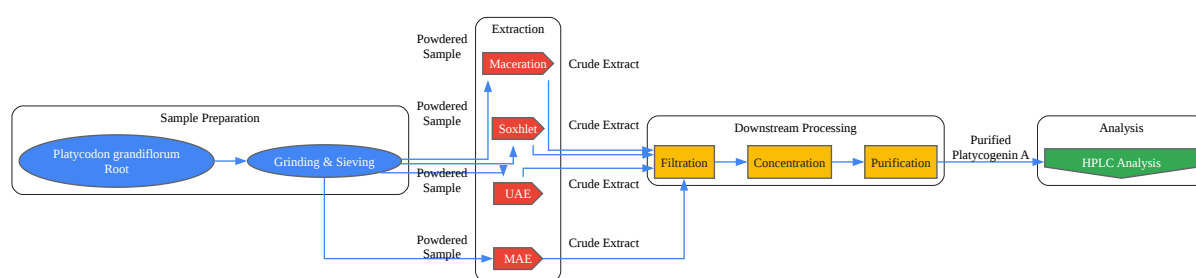 Sample Preparation
Platycodon grandiflorum
Root
Grinding & Sieving
Powdered
Sample
Powdered
Sample
Powdered
Sample
Powdered
Sample
Extraction
Maceration
Soxhlet
UAE
MAE
Crude Extract
Crude Extract
Crude Extract
Crude Extract
Downstream Processing
Filtration
Concentration
Purification
Purified
Platycogenin A
Analysis
HPLC Analysis